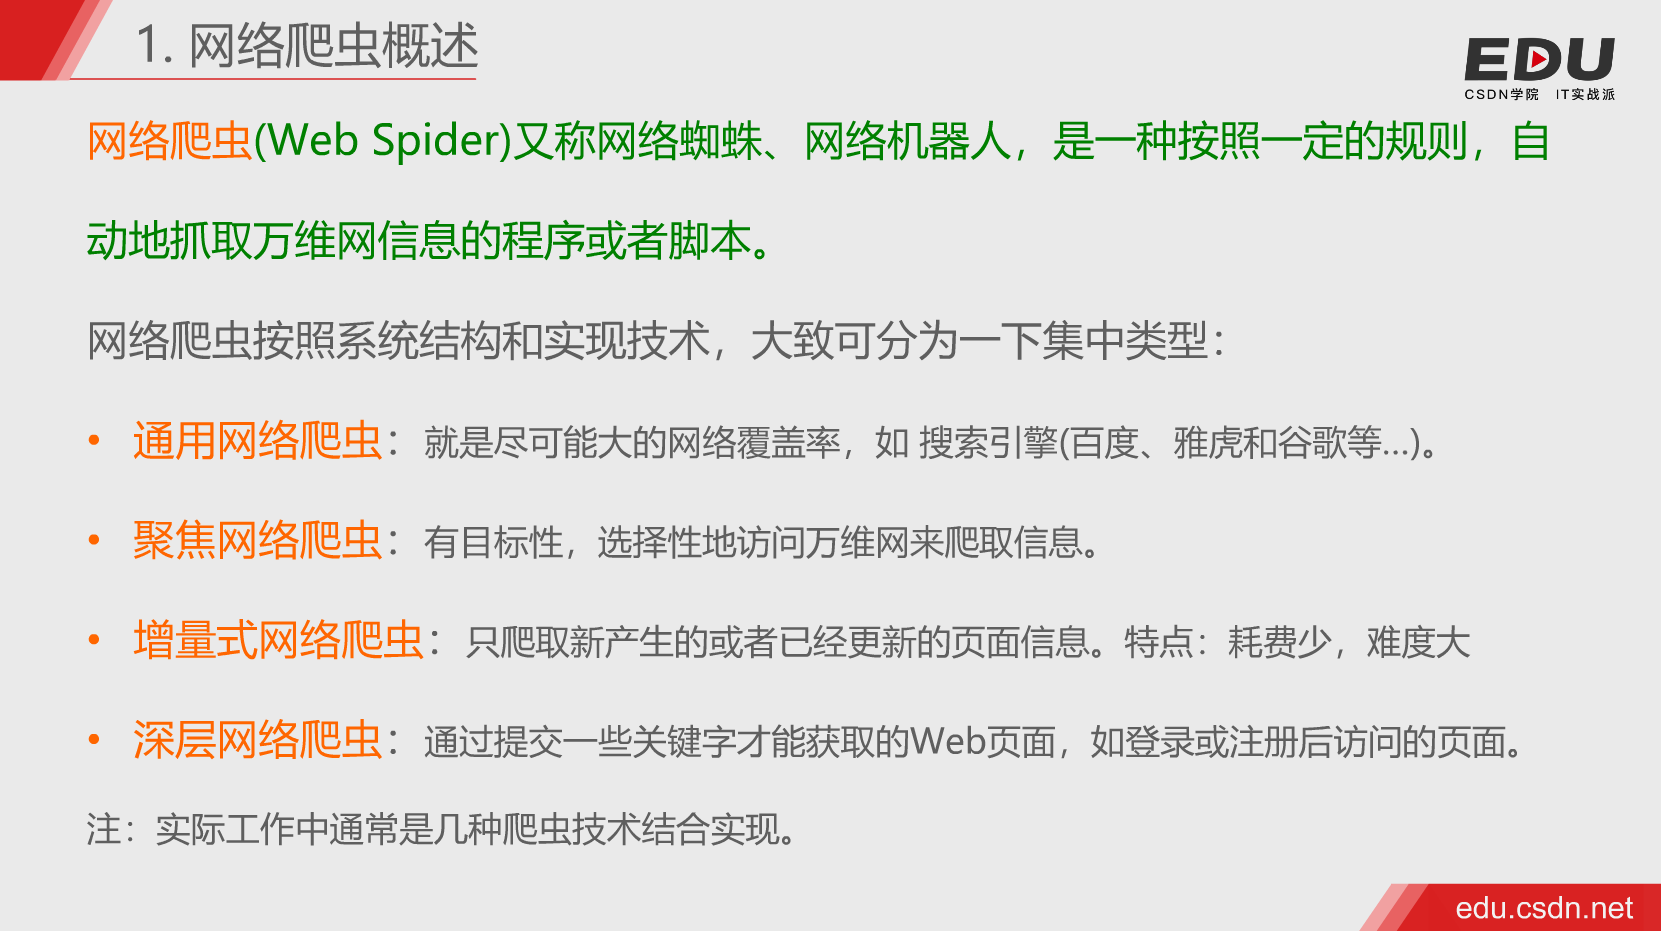 1. 网络爬虫概述
EDU
CSDN学院 IT实战派
网络爬虫(Web Spider)又称网络蜘蛛、网络机器人，是一种按照一定的规则，自
动地抓取万维网信息的程序或者脚本。
网络爬虫按照系统结构和实现技术，大致可分为一下集中类型：
• 通用网络爬虫：就是尽可能大的网络覆盖率，如 搜索引擎(百度、雅虎和谷歌等...)。
• 聚焦网络爬虫：有目标性，选择性地访问万维网来爬取信息。
• 增量式网络爬虫：只爬取新产生的或者已经更新的页面信息。特点：耗费少，难度大
• 深层网络爬虫：通过提交一些关键字才能获取的Web页面，如登录或注册后访问的页面。
注：实际工作中通常是几种爬虫技术结合实现。
edu.csdn.net